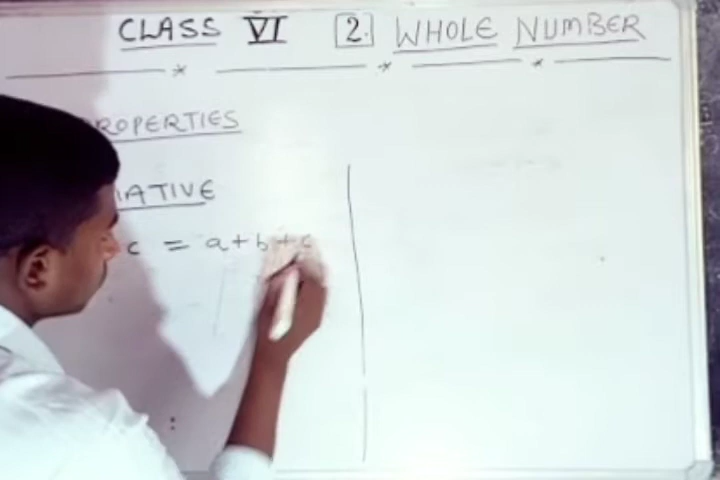 CLASS VI 2. WHOLE NUMBER
ROPERTIES
IATIVE
c = a+b+c